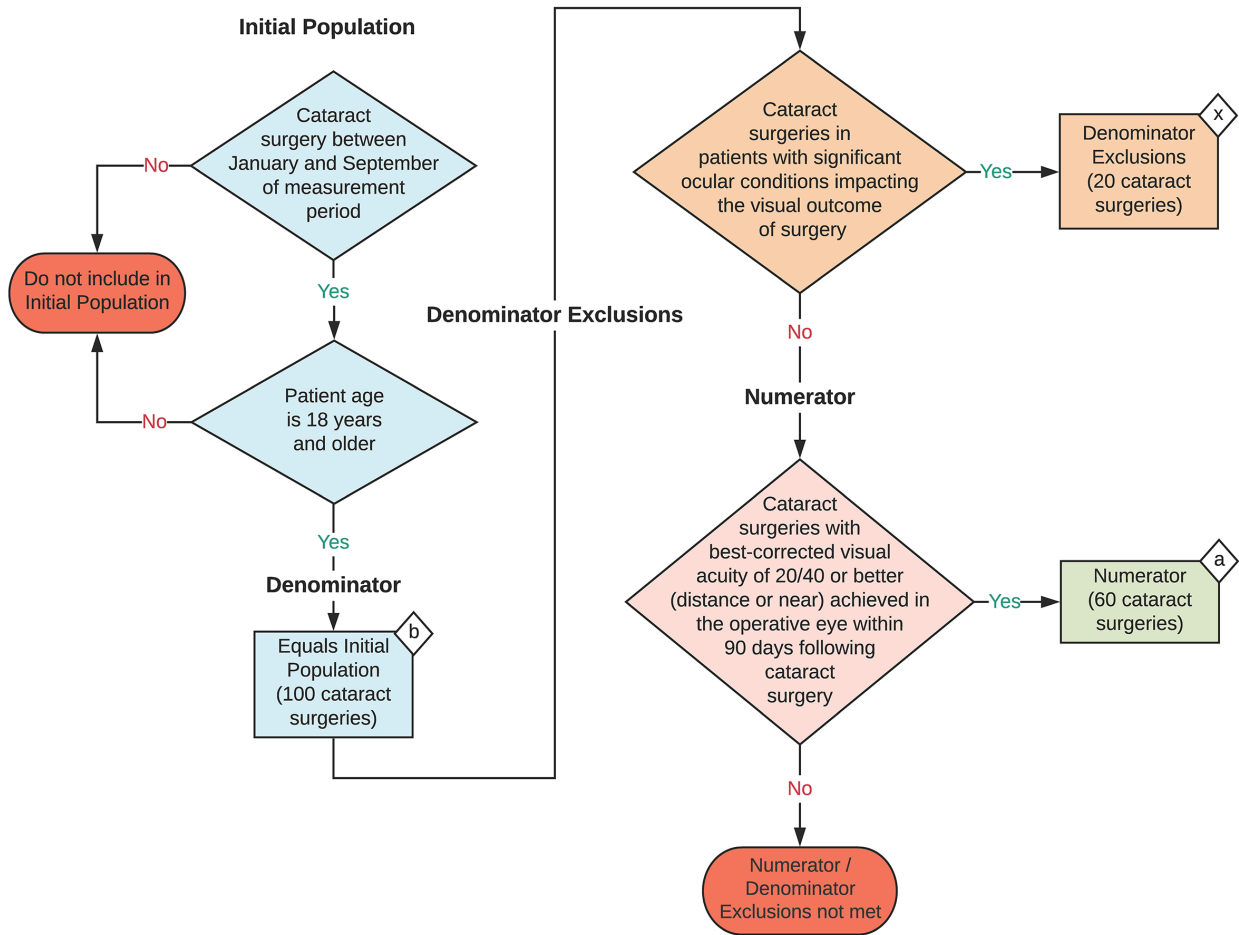 Initial Population
Cataract
surgery between
January and September
of measurement
period
No
Do not include in
Initial Population
Yes
Patient age
is 18 years
and older
No
Yes
Denominator
b
Equals Initial
Population
(100 cataract
surgeries)
Denominator Exclusions
Cataract
surgeries in
patients with significant
ocular conditions impacting
the visual outcome
of surgery
Yes
x
Denominator
Exclusions
(20 cataract
surgeries)
No
Numerator
Cataract
surgeries with
best-corrected visual
acuity of 20/40 or better
(distance or near) achieved in
the operative eye within
90 days following
cataract
surgery
Yes
a
Numerator
(60 cataract
surgeries)
No
Numerator /
Denominator
Exclusions not met